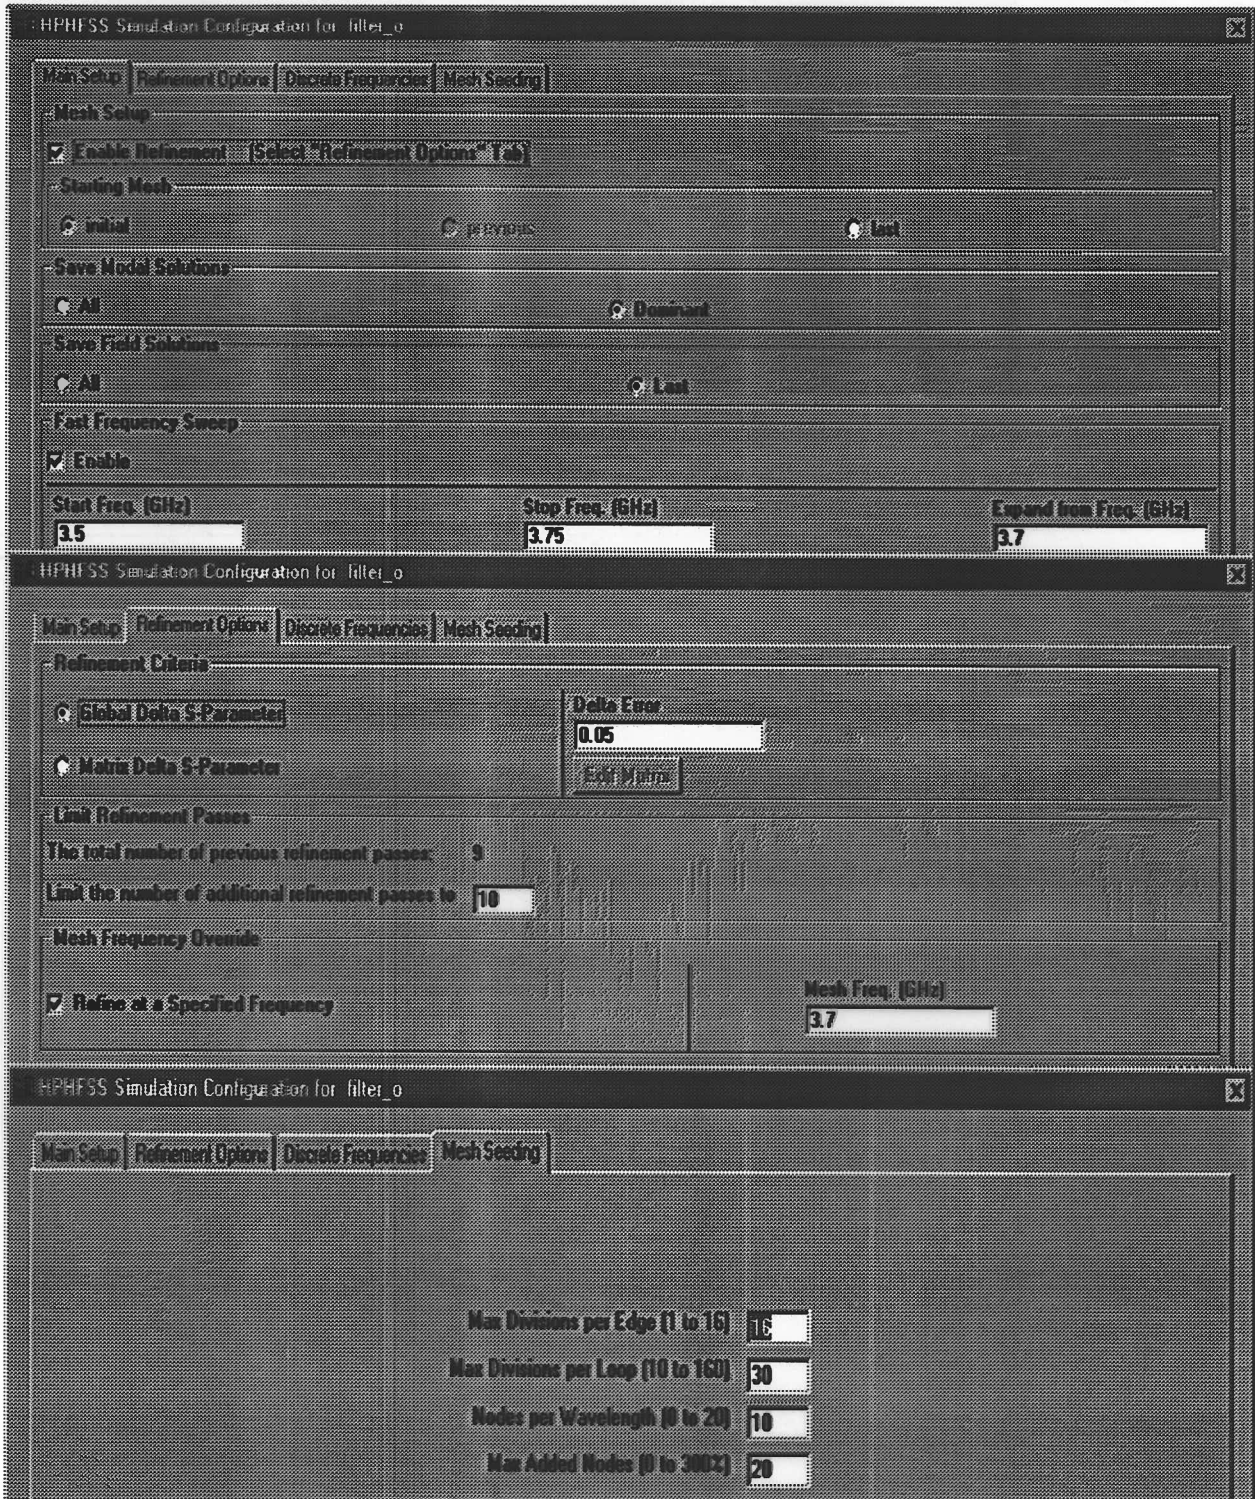 HPHFSS Simulation Configuration for filter_o
Main Setup Refinement Options Discrete Frequencies Mesh Seeding
Mesh Setup
Enable Refinement (Select "Refinement Options" Tab)
Starting Mesh
initial previous last
Save Modal Solutions
All Dominant
Save Field Solutions
All Last
Fast Frequency Sweep
Enable
Start Freq. (GHz) Stop Freq. (GHz) Expand from Freq. (GHz)
3.5 3.75 3.7
HPHFSS Simulation Configuration for filter_o
Main Setup Refinement Options Discrete Frequencies Mesh Seeding
Refinement Criteria
Global Delta S-Parameter Delta Error
0.05
Matrix Delta S-Parameter Edit Matrix
Limit Refinement Passes
The total number of previous refinement passes: 9
Limit the number of additional refinement passes to 10
Mesh Frequency Override
Refine at a Specified Frequency Mesh Freq. (GHz)
3.7
HPHFSS Simulation Configuration for filter_o
Main Setup Refinement Options Discrete Frequencies Mesh Seeding
Max Divisions per Edge (1 to 16) 16
Max Divisions per Loop (10 to 160) 30
Nodes per Wavelength (0 to 20) 10
Max Added Nodes (0 to 300%) 20